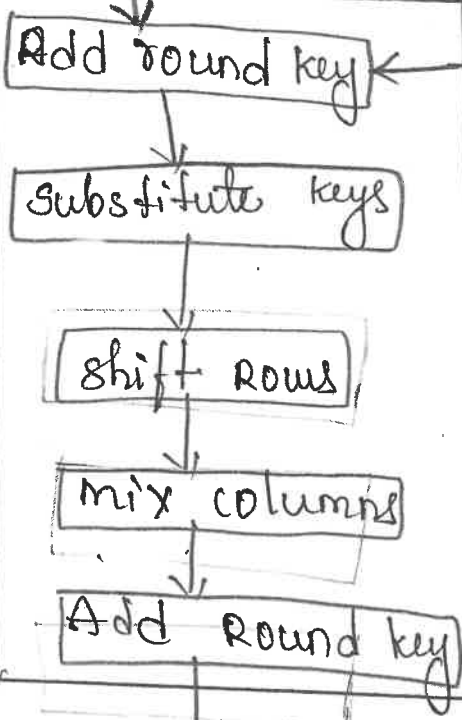 Add round key
Substitute keys
Shift Rows
mix columns
Add Round key